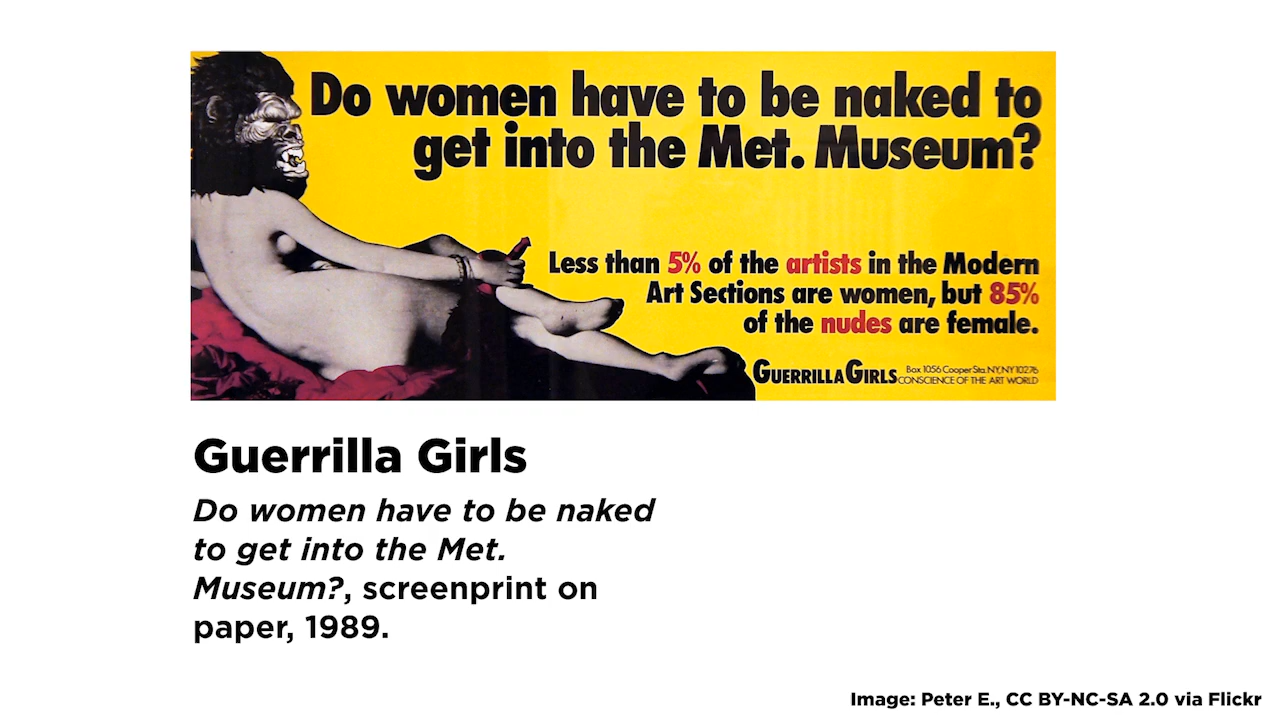 Do women have to be naked to
get into the Met. Museum?
Less than 5% of the artists in the Modern
Art Sections are women, but 85%
of the nudes are female.
GUERRILLA GIRLS Box 1056 Cooper Sta. NY, NY 10276
CONSCIENCE OF THE ART WORLD
Guerrilla Girls
Do women have to be naked
to get into the Met.
Museum?, screenprint on
paper, 1989.
Image: Peter E., CC BY-NC-SA 2.0 via Flickr